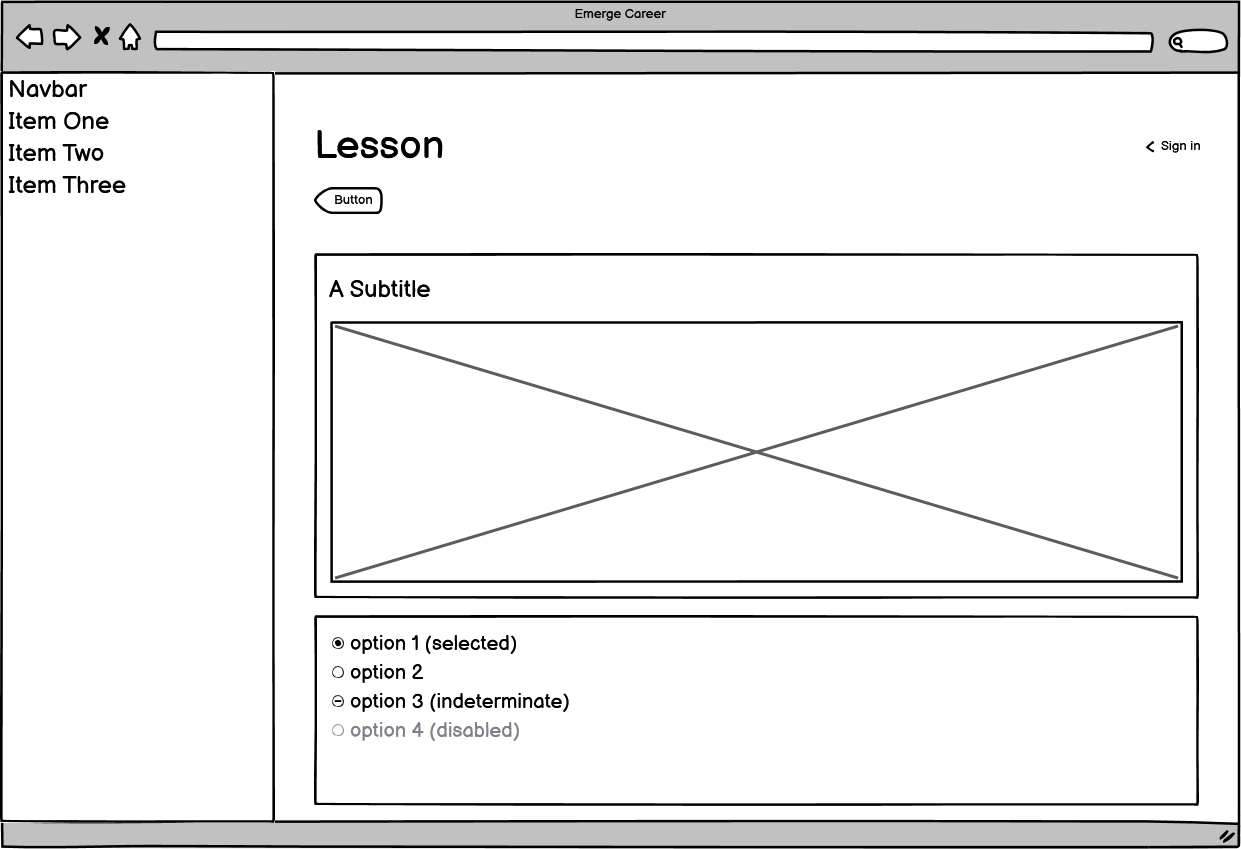 Emerge Career
Navbar
Item One
Item Two
Item Three
Lesson
Sign in
Button
A Subtitle
option 1 (selected)
option 2
option 3 (indeterminate)
option 4 (disabled)